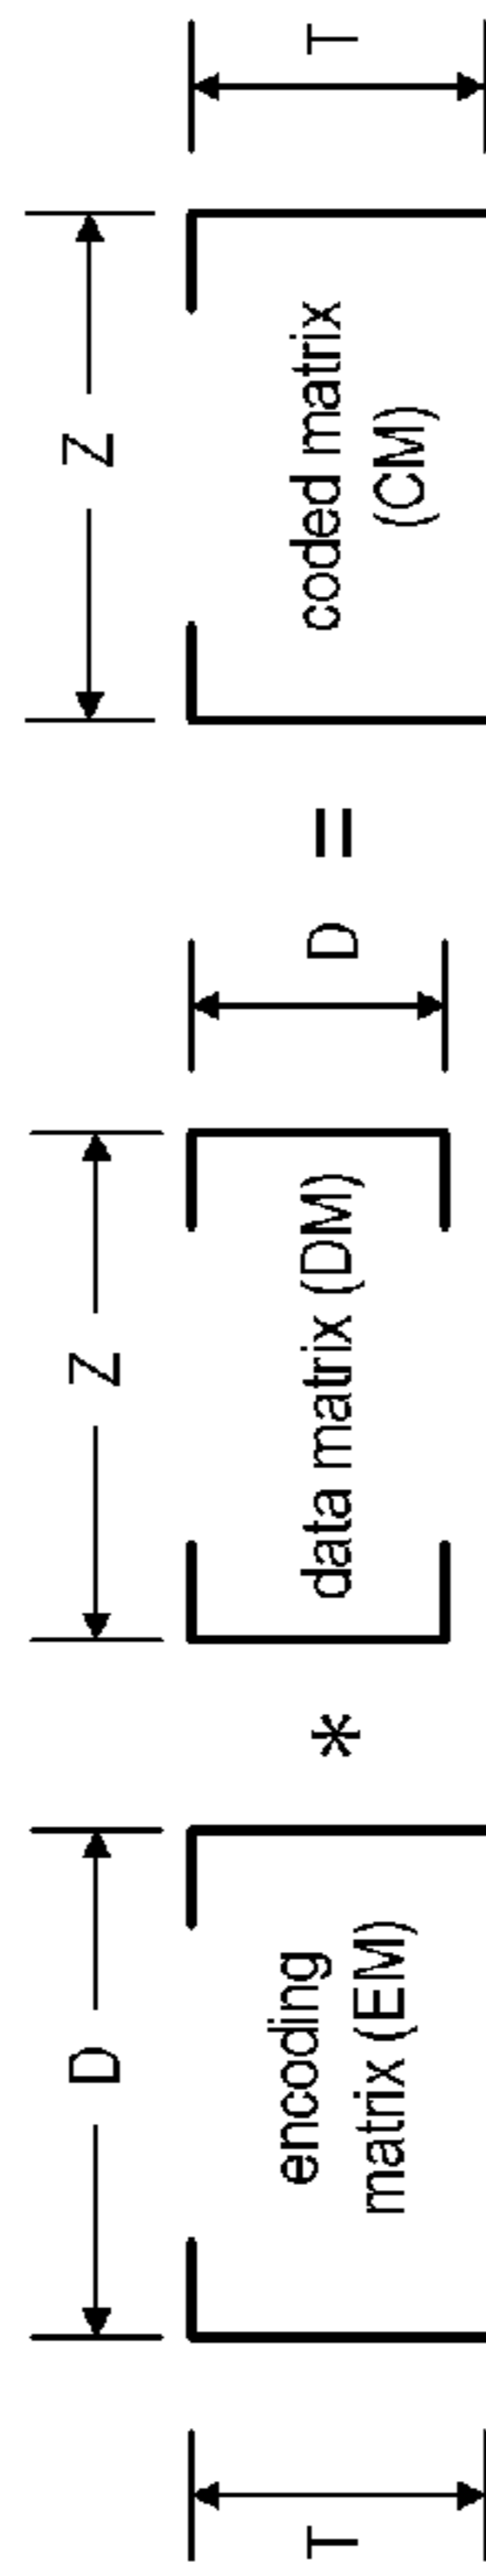 T
D
encoding
matrix (EM)
*
Z
data matrix (DM)
D
=
Z
coded matrix
(CM)
T